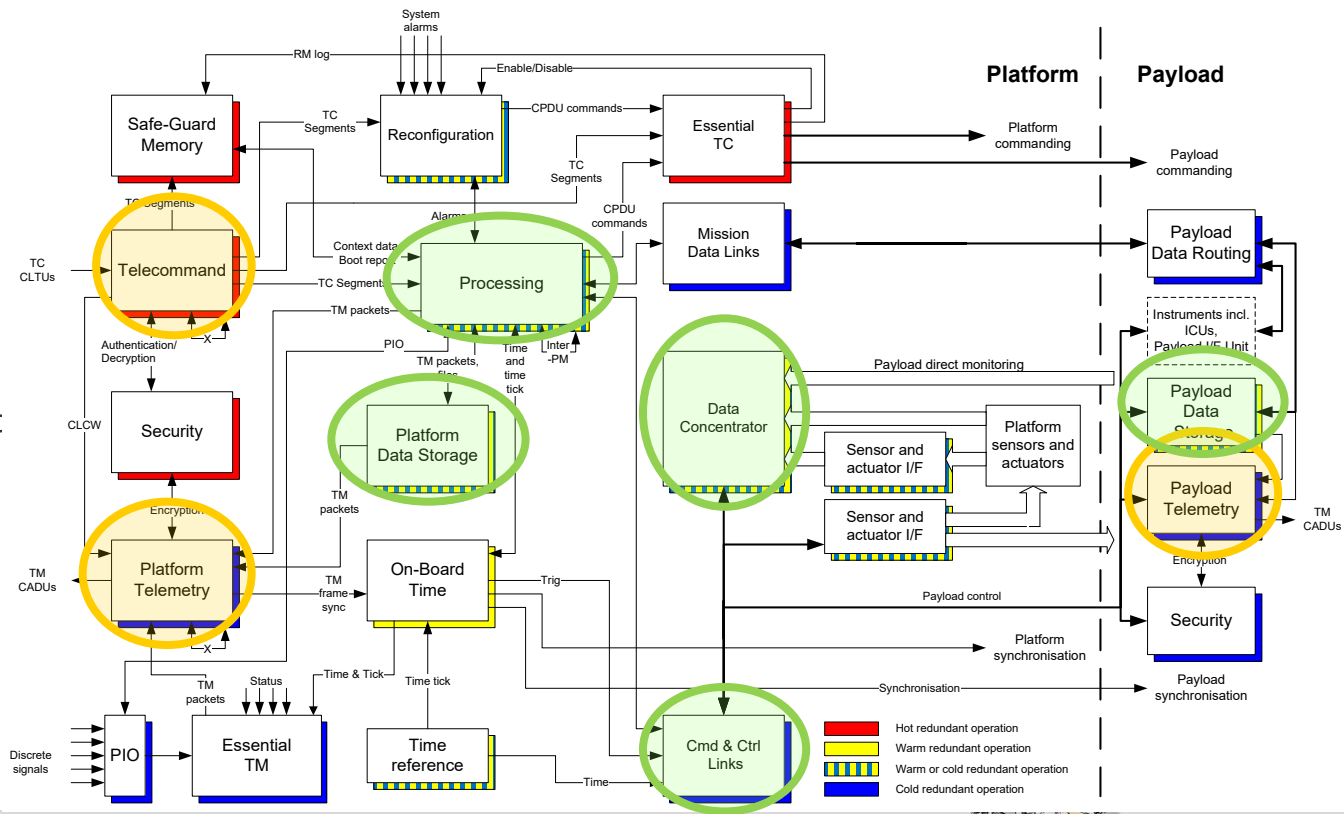 System
alarms
RM log
Enable/Disable
Platform
Payload
Safe-Guard
Memory
TC
Segments
Reconfiguration
CPDU commands
Essential
TC
Platform
commanding
TC
Segments
Payload
commanding
TC Segments
Alarms
CPDU
commands
Mission
Data Links
Payload
Data Routing
Telecommand
TC
CLTUs
Context data
Boot report
Processing
TC Segments
TM packets
Instruments incl.
ICUs,
Payload I/F Unit
X
Authentication/
Decryption
PIO
TM packets,
files
Time
and
time
tick
Inter
-PM
Payload direct monitoring
CLCW
Security
Platform
Data Storage
Data
Concentrator
Sensor and
actuator I/F
Platform
sensors and
actuators
Payload
Data
Storage
TM
packets
Encryption
Sensor and
actuator I/F
Payload
Telemetry
TM
CADUs
TM
CADUs
Platform
Telemetry
TM
frame
sync
On-Board
Time
Trig
Encryption
Payload control
Security
X
Platform
synchronisation
TM
packets
Status
Time & Tick
Time tick
Synchronisation
Payload
synchronisation
Discrete
signals
PIO
Essential
TM
Time
reference
Time
Cmd & Ctrl
Links
Hot redundant operation
Warm redundant operation
Warm or cold redundant operation
Cold redundant operation